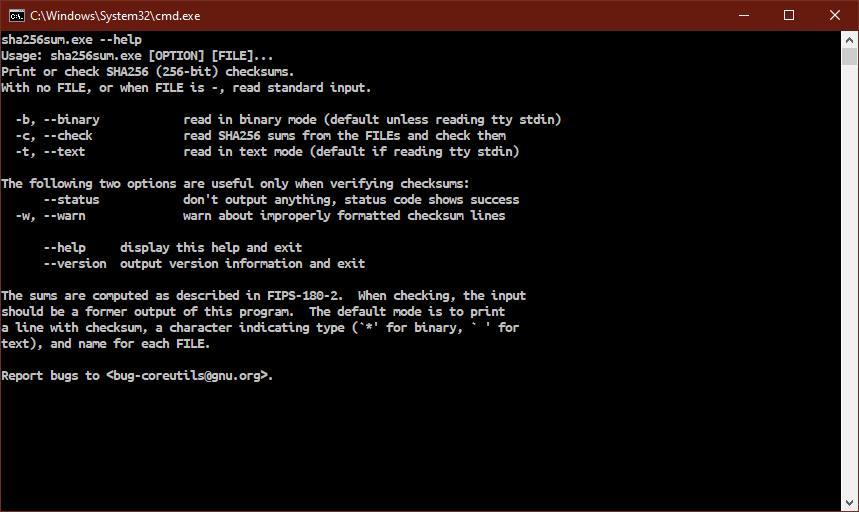 C:\Windows\System32\cmd.exe
sha256sum.exe --help
Usage: sha256sum.exe [OPTION] [FILE]...
Print or check SHA256 (256-bit) checksums.
With no FILE, or when FILE is -, read standard input.
  -b, --binary            read in binary mode (default unless reading tty stdin)
  -c, --check             read SHA256 sums from the FILEs and check them
  -t, --text              read in text mode (default if reading tty stdin)
The following two options are useful only when verifying checksums:
      --status            don't output anything, status code shows success
  -w, --warn              warn about improperly formatted checksum lines
      --help     display this help and exit
      --version  output version information and exit
The sums are computed as described in FIPS-180-2.  When checking, the input
should be a former output of this program.  The default mode is to print
a line with checksum, a character indicating type (`*' for binary, ` ' for
text), and name for each FILE.
Report bugs to <bug-coreutils@gnu.org>.